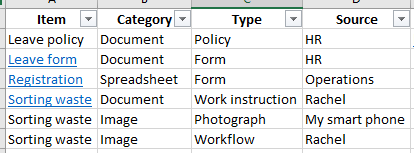 Item Category Type Source
Leave policy Document Policy HR
Leave form Document Form HR
Registration Spreadsheet Form Operations
Sorting waste Document Work instruction Rachel
Sorting waste Image Photograph My smart phone
Sorting waste Image Workflow Rachel